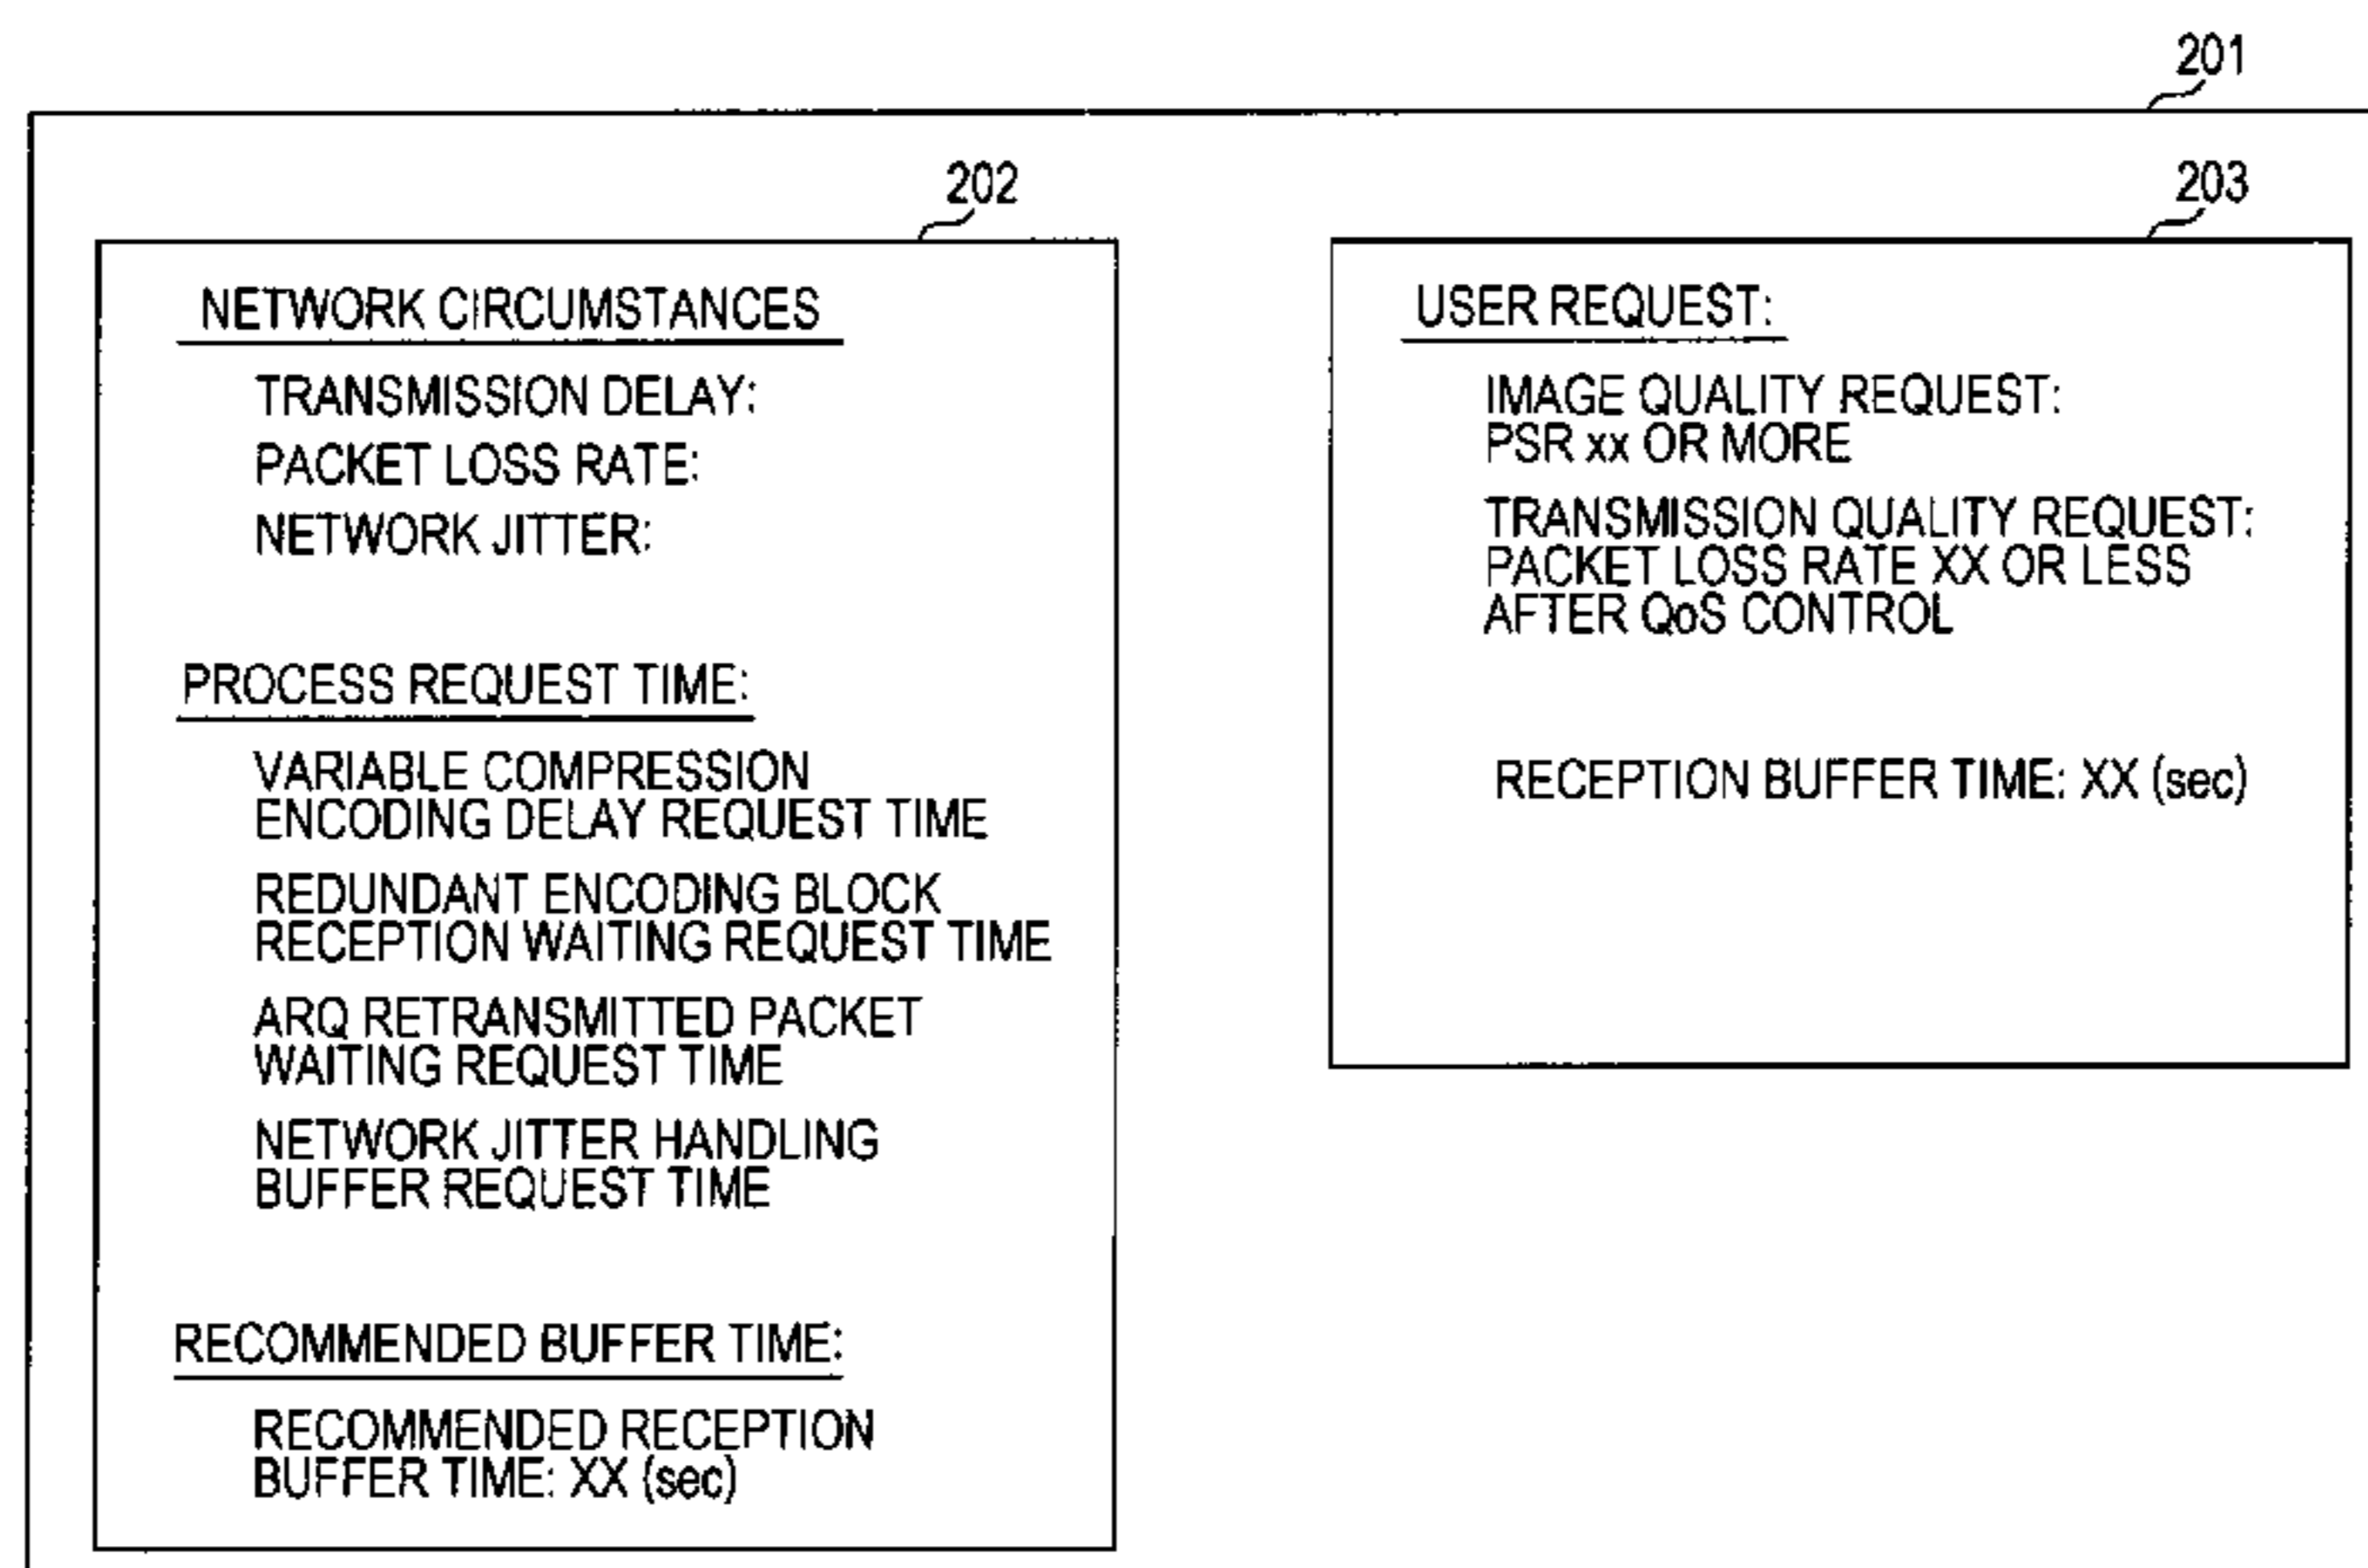 201
202
NETWORK CIRCUMSTANCES
TRANSMISSION DELAY:
PACKET LOSS RATE:
NETWORK JITTER:
PROCESS REQUEST TIME:
VARIABLE COMPRESSION
ENCODING DELAY REQUEST TIME
REDUNDANT ENCODING BLOCK
RECEPTION WAITING REQUEST TIME
ARQ RETRANSMITTED PACKET
WAITING REQUEST TIME
NETWORK JITTER HANDLING
BUFFER REQUEST TIME
RECOMMENDED BUFFER TIME:
RECOMMENDED RECEPTION
BUFFER TIME: XX (sec)
203
USER REQUEST:
IMAGE QUALITY REQUEST:
PSR xx OR MORE
TRANSMISSION QUALITY REQUEST:
PACKET LOSS RATE XX OR LESS
AFTER QoS CONTROL
RECEPTION BUFFER TIME: XX (sec)